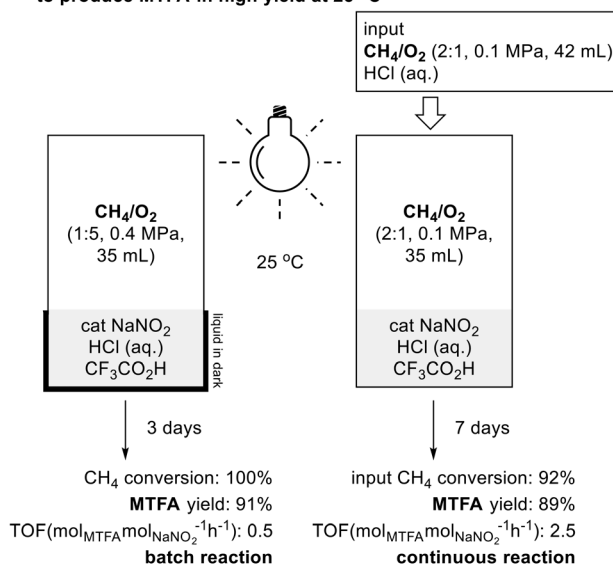 to produce MTFA in high yield at 25 °C
input
CH4/O2 (2:1, 0.1 MPa, 42 mL)
HCl (aq.)
CH4/O2
(1:5, 0.4 MPa,
35 mL)
25 °C
CH4/O2
(2:1, 0.1 MPa,
35 mL)
cat NaNO2
HCl (aq.)
CF3CO2H
liquid in dark
cat NaNO2
HCl (aq.)
CF3CO2H
3 days
7 days
CH4 conversion: 100%
MTFA yield: 91%
TOF(molMTFAmolNaNO2-1h-1): 0.5
batch reaction
input CH4 conversion: 92%
MTFA yield: 89%
TOF(molMTFAmolNaNO2-1h-1): 2.5
continuous reaction